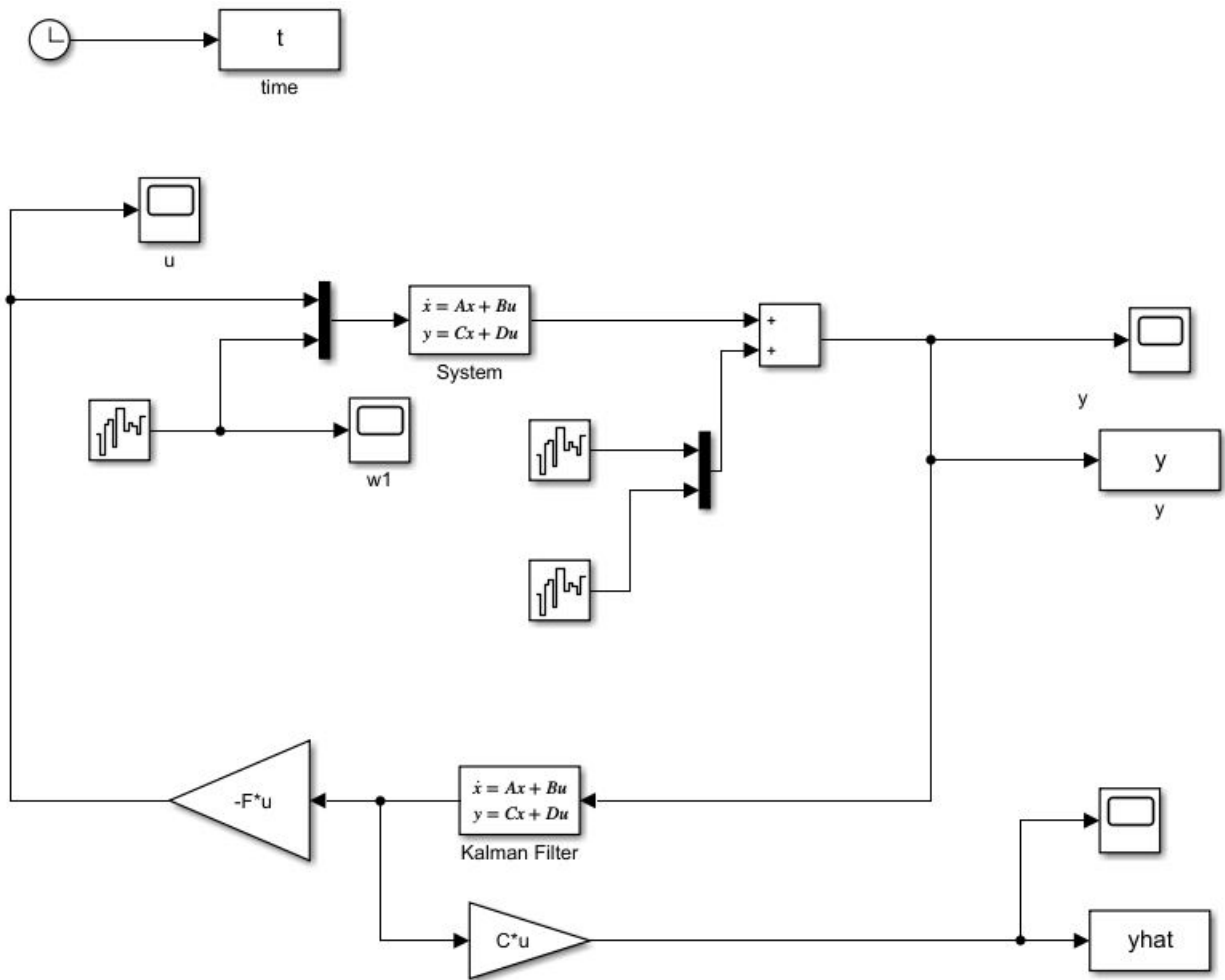 t
time
u
ẋ = Ax + Bu
y = Cx + Du
System
w1
+
+
y
y
y
-F*u
ẋ = Ax + Bu
y = Cx + Du
Kalman Filter
C*u
yhat